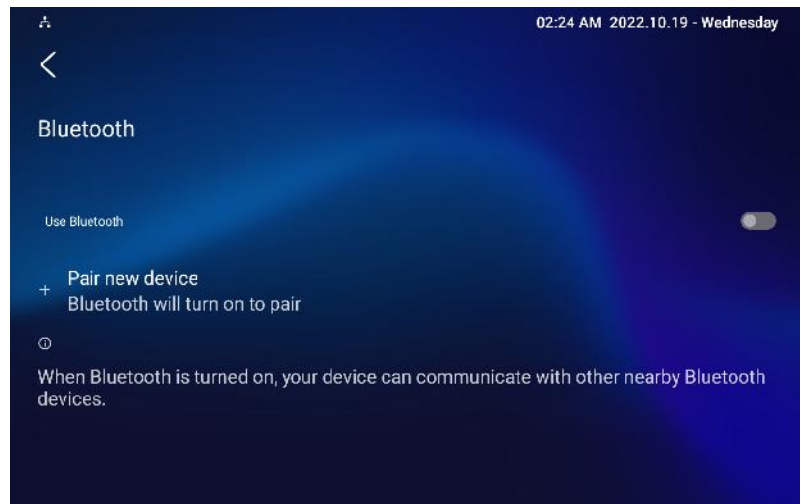 02:24 AM 2022.10.19 - Wednesday
Bluetooth
Use Bluetooth
Pair new device
Bluetooth will turn on to pair
When Bluetooth is turned on, your device can communicate with other nearby Bluetooth
devices.